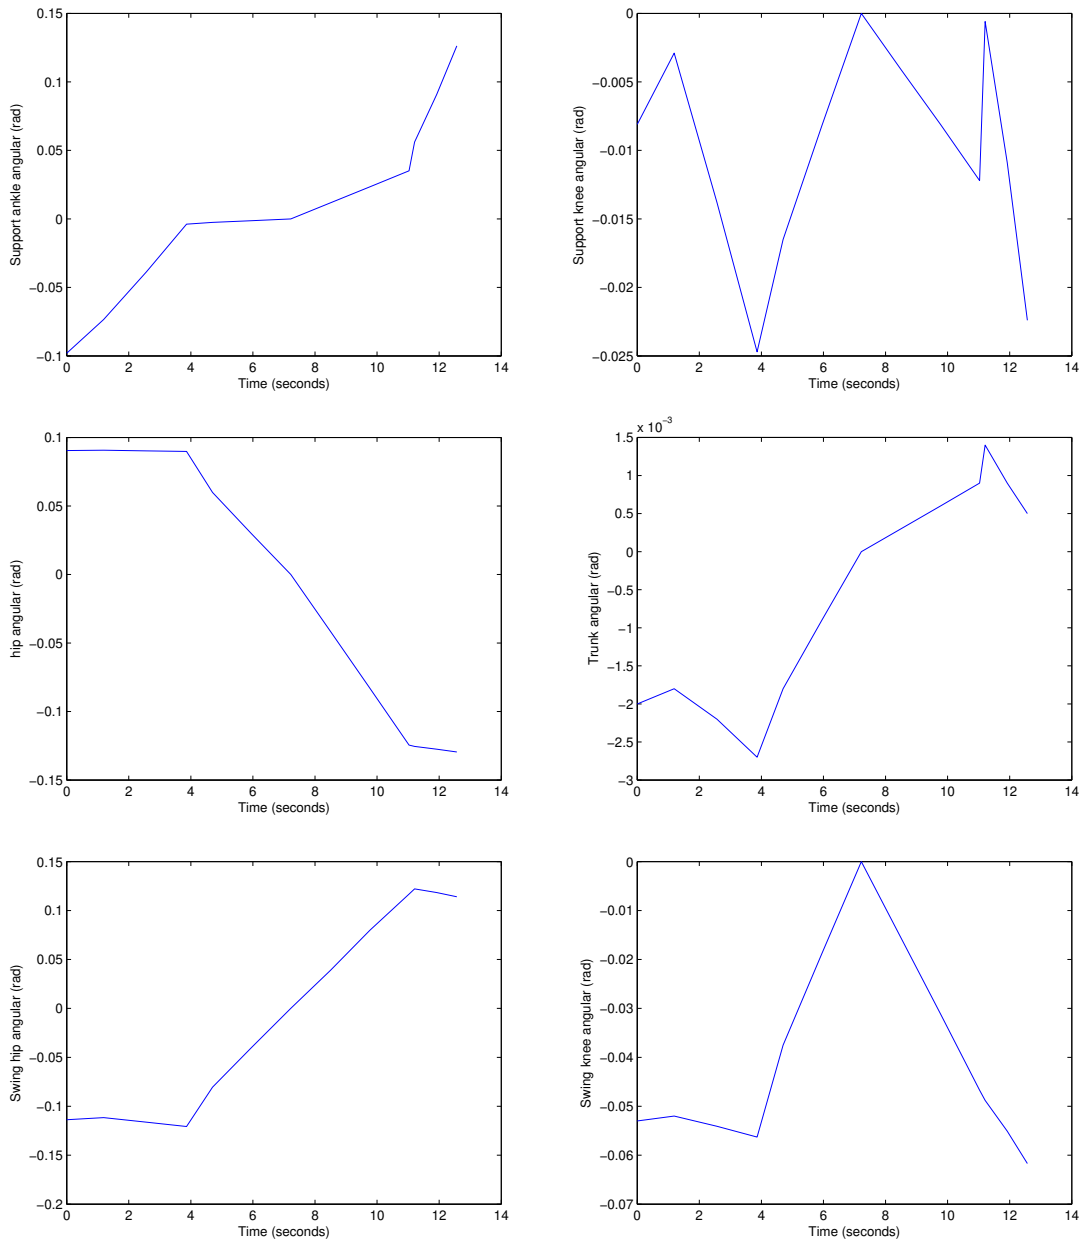 0.15
0.1
0.05
0
−0.05
−0.1
Support ankle angular (rad)
0 2 4 6 8 10 12 14
Time (seconds)
0
−0.005
−0.01
−0.015
−0.02
−0.025
Support knee angular (rad)
0 2 4 6 8 10 12 14
Time (seconds)
0.1
0.05
0
−0.05
−0.1
−0.15
hip angular (rad)
0 2 4 6 8 10 12 14
Time (seconds)
x 10−3
1.5
1
0.5
0
−0.5
−1
−1.5
−2
−2.5
−3
Trunk angular (rad)
0 2 4 6 8 10 12 14
Time (seconds)
0.15
0.1
0.05
0
−0.05
−0.1
−0.15
−0.2
Swing hip angular (rad)
0 2 4 6 8 10 12 14
Time (seconds)
0
−0.01
−0.02
−0.03
−0.04
−0.05
−0.06
−0.07
Swing knee angular (rad)
0 2 4 6 8 10 12 14
Time (seconds)